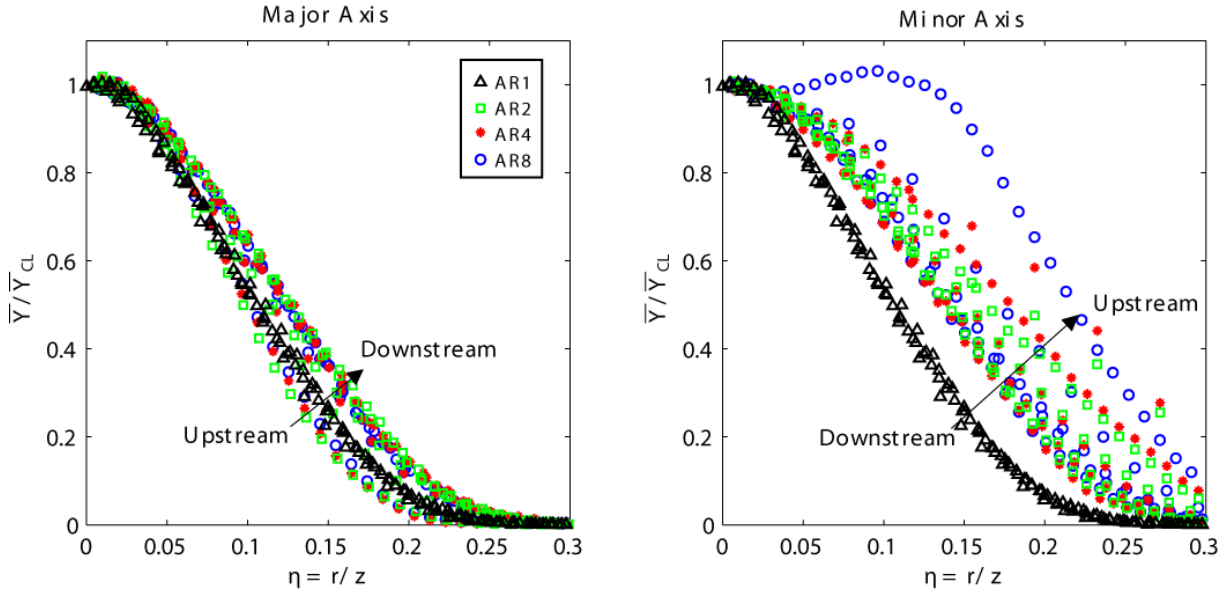 Major Axis
Y / Y CL
1
0.8
0.6
0.4
0.2
0
0
0.05
0.1
0.15
0.2
0.25
0.3
η = r/ z
AR1
AR2
AR4
AR8
Downstream
Upstream
Minor Axis
Y / Y CL
1
0.8
0.6
0.4
0.2
0
0
0.05
0.1
0.15
0.2
0.25
0.3
η = r/ z
Upstream
Downstream